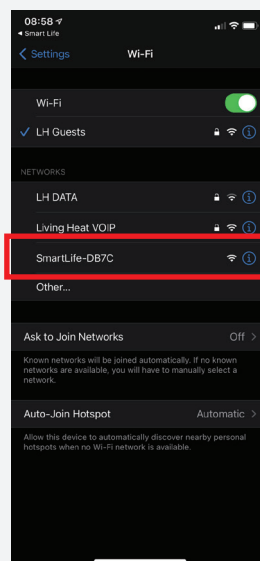 08:58
Smart Life
Settings
Wi-Fi
Wi-Fi
LH Guests
NETWORKS
LH DATA
Living Heat VOIP
SmartLife-DB7C
Other...
Ask to Join Networks Off
Known networks will be joined automatically. If no known
networks are available, you will have to manually select a
network.
Auto-Join Hotspot Automatic
Allow this device to automatically discover nearby personal
hotspots when no Wi-Fi network is available.